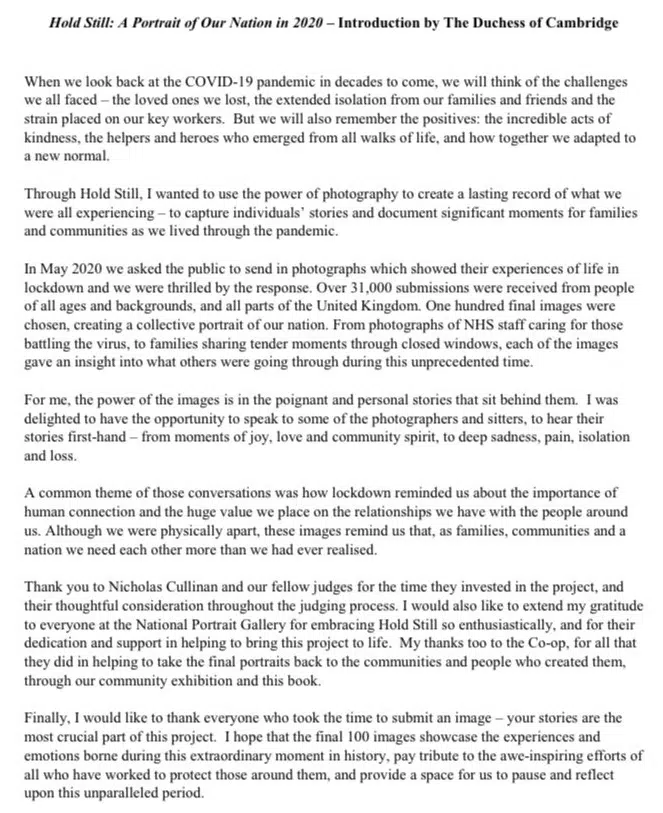 Hold Still: A Portrait of Our Nation in 2020 – Introduction by The Duchess of Cambridge
When we look back at the COVID-19 pandemic in decades to come, we will think of the challenges
we all faced – the loved ones we lost, the extended isolation from our families and friends and the
strain placed on our key workers.  But we will also remember the positives: the incredible acts of
kindness, the helpers and heroes who emerged from all walks of life, and how together we adapted to
a new normal.
Through Hold Still, I wanted to use the power of photography to create a lasting record of what we
were all experiencing – to capture individuals’ stories and document significant moments for families
and communities as we lived through the pandemic.
In May 2020 we asked the public to send in photographs which showed their experiences of life in
lockdown and we were thrilled by the response. Over 31,000 submissions were received from people
of all ages and backgrounds, and all parts of the United Kingdom. One hundred final images were
chosen, creating a collective portrait of our nation. From photographs of NHS staff caring for those
battling the virus, to families sharing tender moments through closed windows, each of the images
gave an insight into what others were going through during this unprecedented time.
For me, the power of the images is in the poignant and personal stories that sit behind them.  I was
delighted to have the opportunity to speak to some of the photographers and sitters, to hear their
stories first-hand – from moments of joy, love and community spirit, to deep sadness, pain, isolation
and loss.
A common theme of those conversations was how lockdown reminded us about the importance of
human connection and the huge value we place on the relationships we have with the people around
us. Although we were physically apart, these images remind us that, as families, communities and a
nation we need each other more than we had ever realised.
Thank you to Nicholas Cullinan and our fellow judges for the time they invested in the project, and
their thoughtful consideration throughout the judging process. I would also like to extend my gratitude
to everyone at the National Portrait Gallery for embracing Hold Still so enthusiastically, and for their
dedication and support in helping to bring this project to life.  My thanks too to the Co-op, for all that
they did in helping to take the final portraits back to the communities and people who created them,
through our community exhibition and this book.
Finally, I would like to thank everyone who took the time to submit an image – your stories are the
most crucial part of this project.  I hope that the final 100 images showcase the experiences and
emotions borne during this extraordinary moment in history, pay tribute to the awe-inspiring efforts of
all who have worked to protect those around them, and provide a space for us to pause and reflect
upon this unparalleled period.